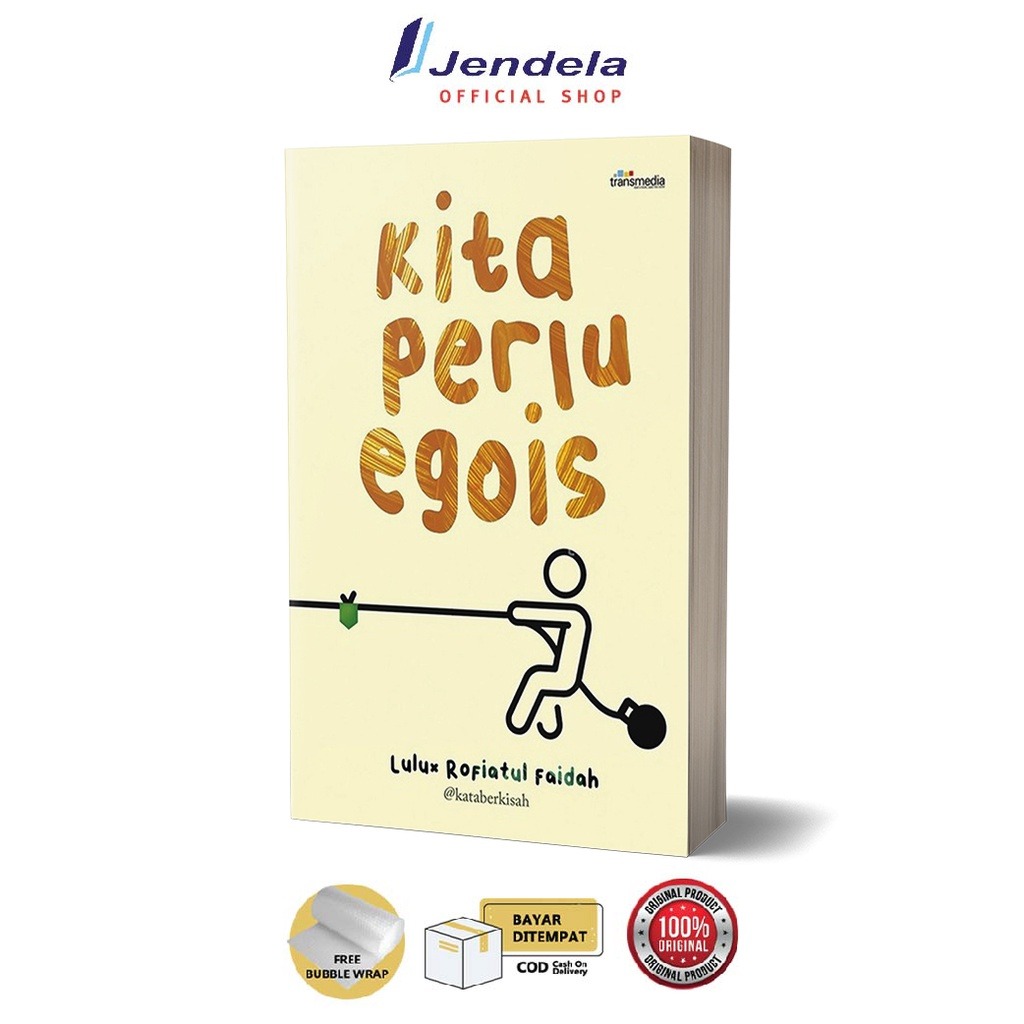 Jendela
OFFICIAL SHOP
transmedia
Kita
perlu
egois
Lulux Rofiatul Faidah
@kataberkisah
FREE
BUBBLE WRAP
BAYAR
DITEMPAT
COD Cash On Delivery
ORIGINAL PRODUCT
100%
ORIGINAL
ORIGINAL PRODUCT